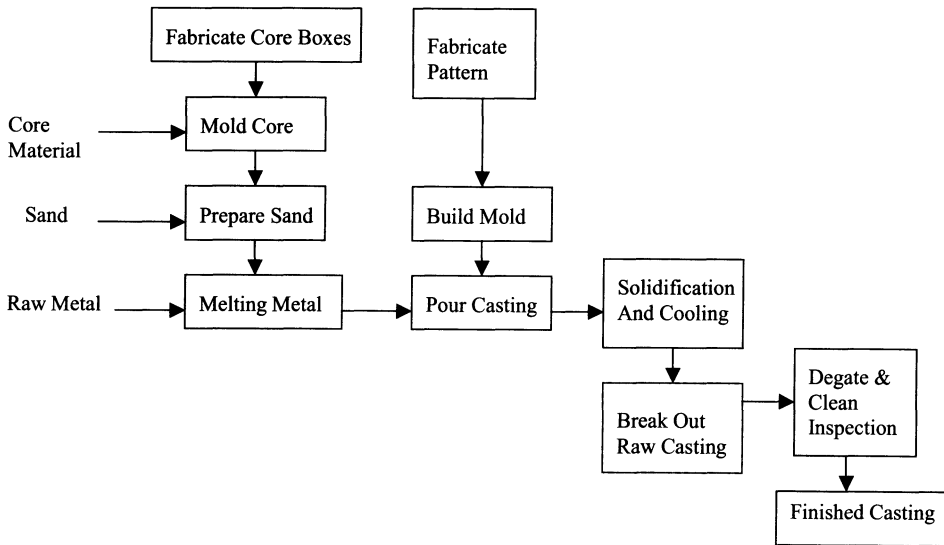 Fabricate Core Boxes
Fabricate
Pattern
Core
Material
Mold Core
Sand
Prepare Sand
Build Mold
Raw Metal
Melting Metal
Pour Casting
Solidification
And Cooling
Break Out
Raw Casting
Degate &
Clean
Inspection
Finished Casting